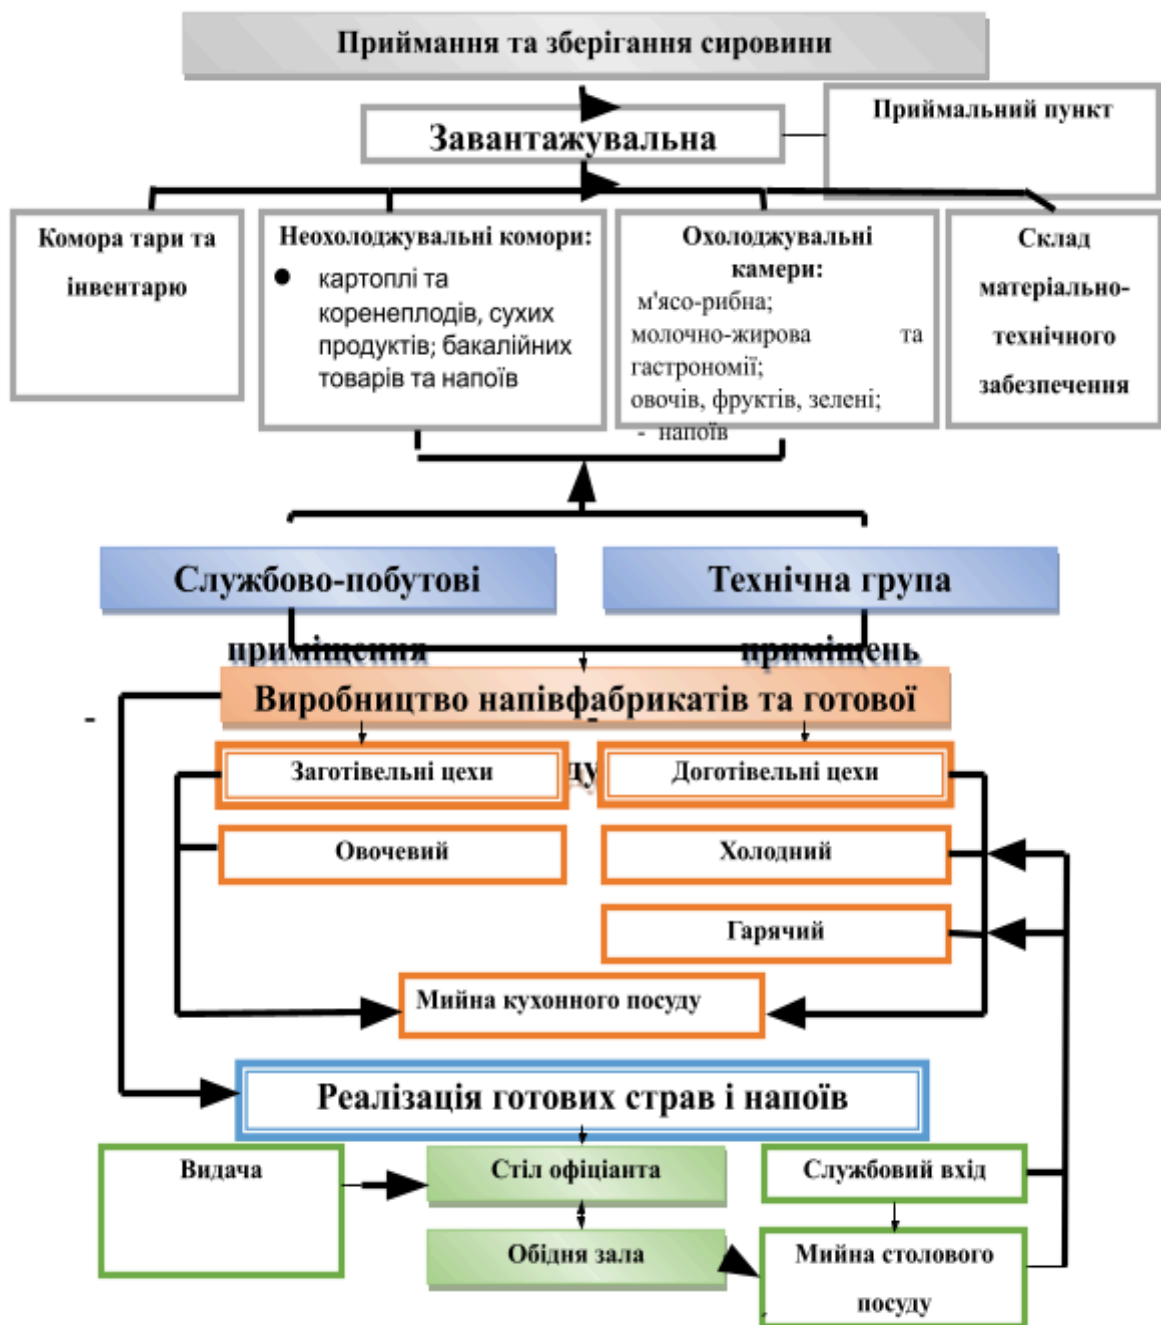 Приймання та зберігання сировини
Приймальний пункт
Завантажувальна
Комора тари та
інвентарю
Неохолоджувальні комори:
● картоплі та
коренеплодів, сухих
продуктів; бакалійних
товарів та напоїв
Охолоджувальні
камери:
м'ясо-рибна;
молочно-жирова та
гастрономії;
овочів, фруктів, зелені;
- напоїв
Склад
матеріально-
технічного
забезпечення
Службово-побутові
приміщення
Технічна група
приміщень
Виробництво напівфабрикатів та готової
-
-
Заготівельні цехи
Доготівельні цехи
Овочевий
Холодний
Гарячий
Мийна кухонного посуду
Реалізація готових страв і напоїв
Видача
Стіл офіціанта
Службовий вхід
Обідня зала
Мийна столового
посуду